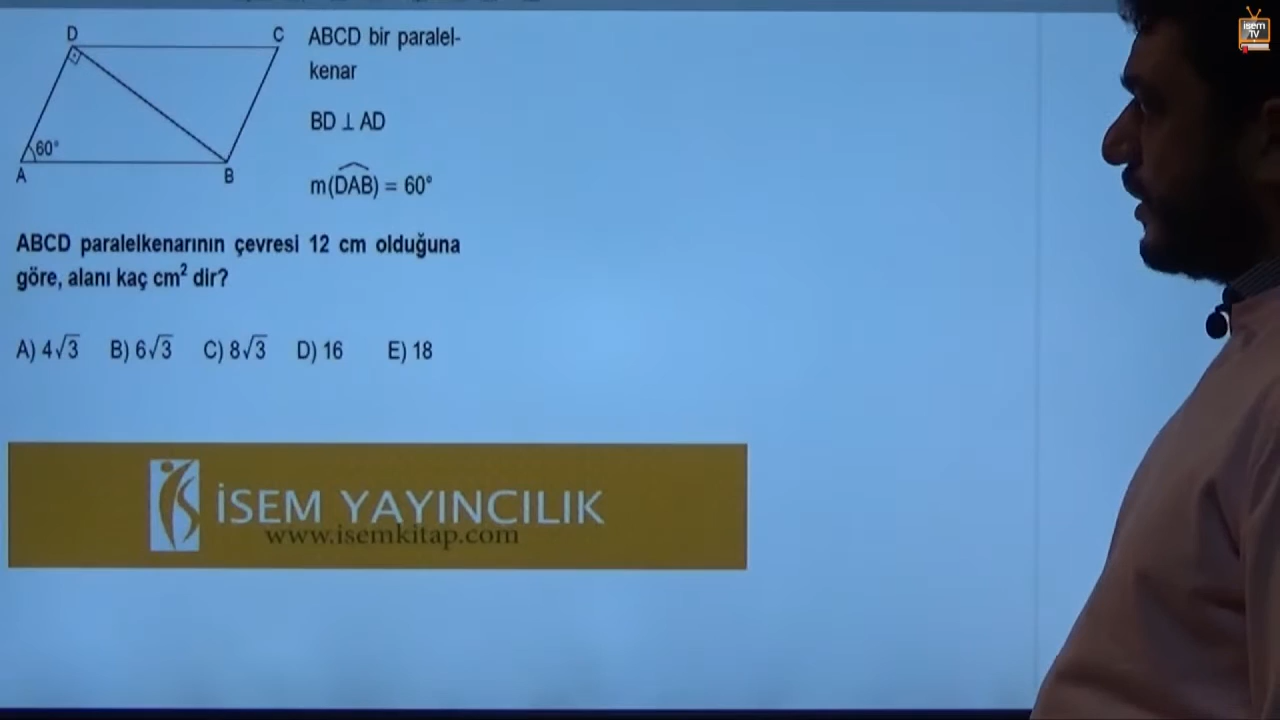 D
C
ABCD bir paralel-
kenar
BD ⊥ AD
60°
A
B
m(DAB) = 60°
ABCD paralelkenarının çevresi 12 cm olduğuna
göre, alanı kaç cm² dir?
A) 4√3 B) 6√3 C) 8√3 D) 16 E) 18
İSEM YAYINCILIK
www.isemkitap.com
isem
TV